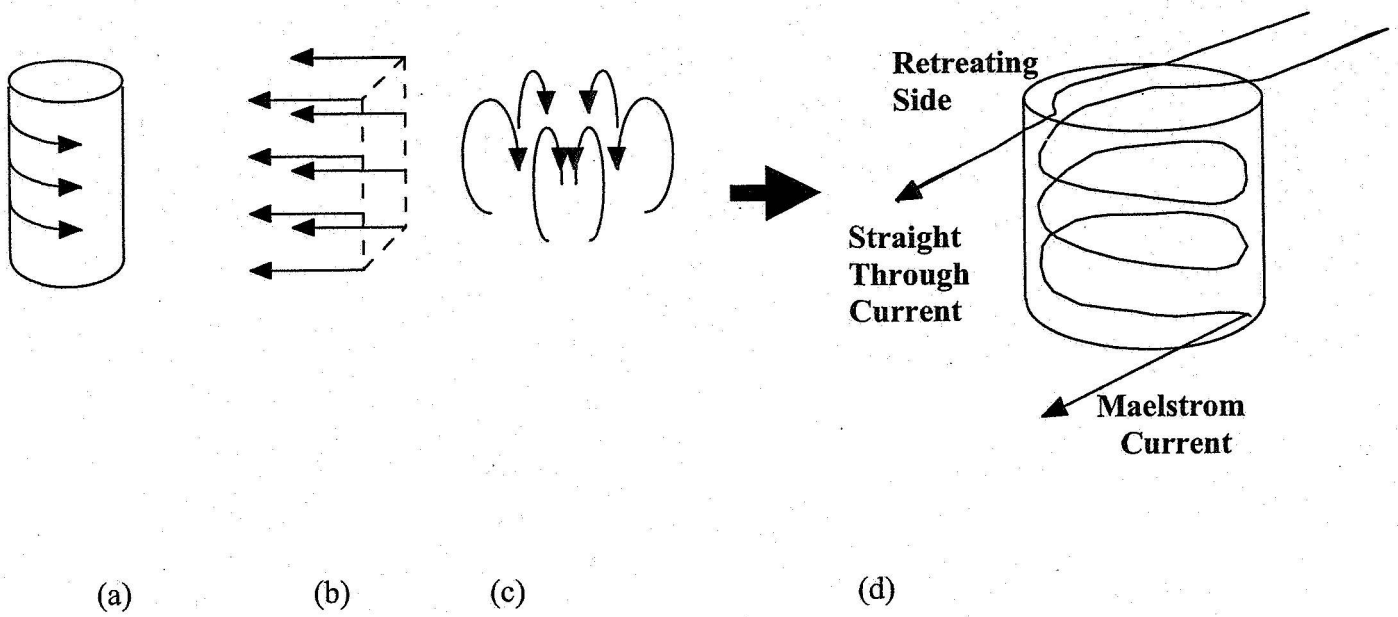 Retreating
Side
Straight
Through
Current
Maelstrom
Current
(a)
(b)
(c)
(d)